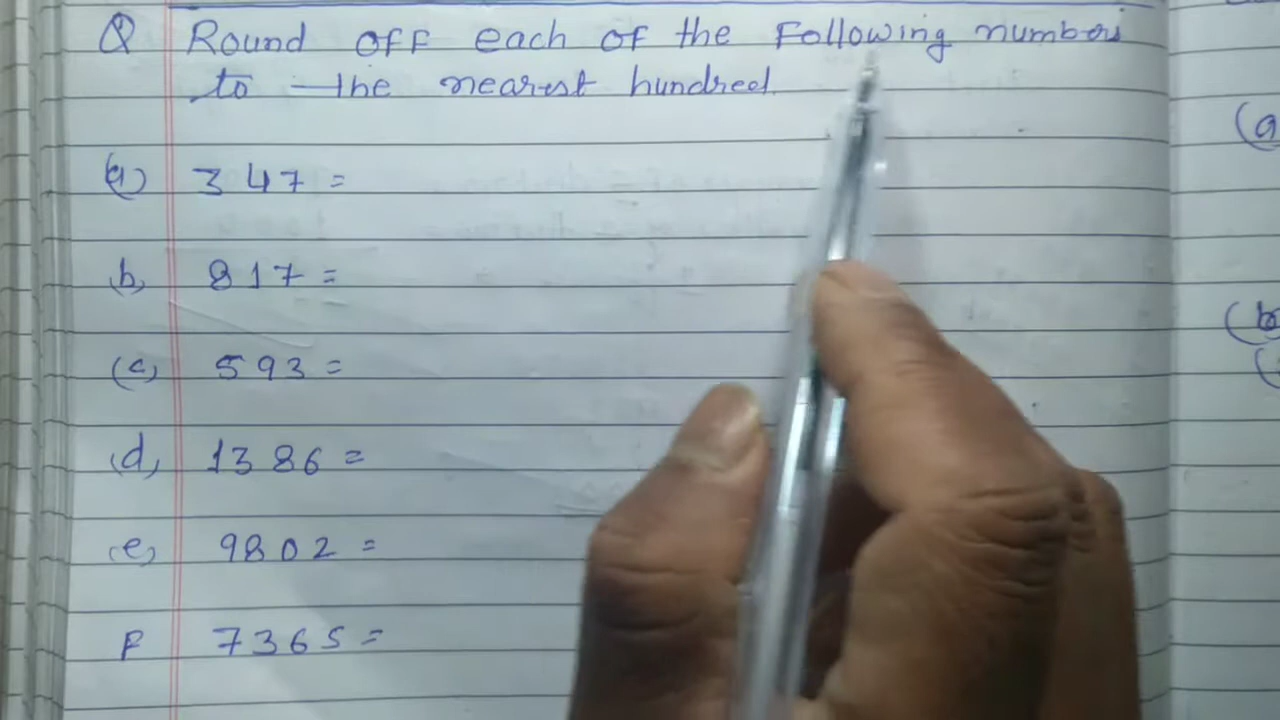 Q Round OFF each of the Following numbers
to the nearest hundred.
(a) 347 =
b, 817 =
(c) 593 =
(d) 1386 =
(e) 9802 =
F 7365 =
(a
(b
(